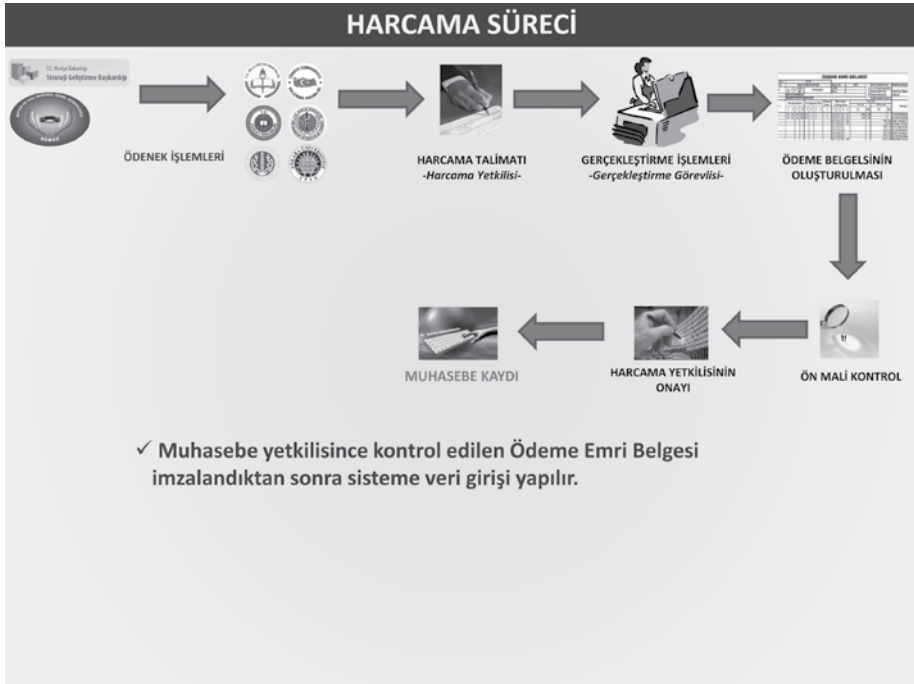 HARCAMA SÜRECİ
T.C. Maliye Bakanlığı
Strateji Geliştirme Başkanlığı
ÖDENEK İŞLEMLERİ
HARCAMA TALİMATI
-Harcama Yetkilisi-
GERÇEKLEŞTİRME İŞLEMLERİ
-Gerçekleştirme Görevlisi-
ÖDEME EMRİ BELGESİ
ÖDEME BELGELSİNİN
OLUŞTURULMASI
MUHASEBE KAYDI
HARCAMA YETKİLİSİNİN
ONAYI
ÖN MALİ KONTROL
✓ Muhasebe yetkilisince kontrol edilen Ödeme Emri Belgesi
imzalandıktan sonra sisteme veri girişi yapılır.